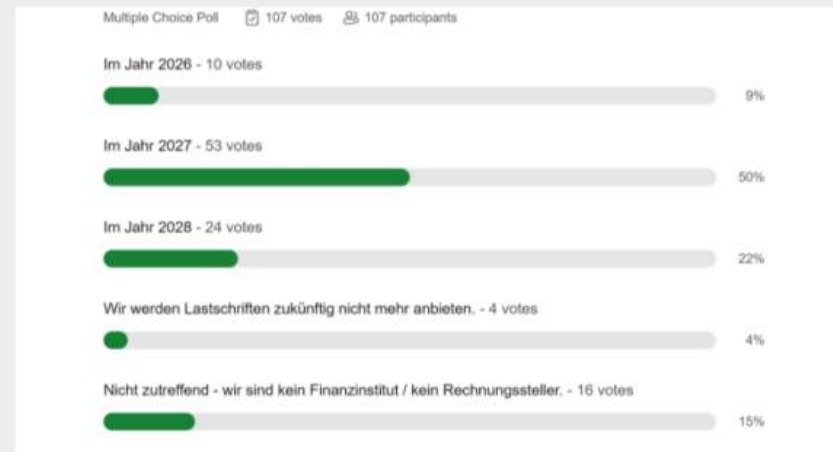 Multiple Choice Poll 107 votes 107 participants
Im Jahr 2026 - 10 votes
9%
Im Jahr 2027 - 53 votes
50%
Im Jahr 2028 - 24 votes
22%
Wir werden Lastschriften zukünftig nicht mehr anbieten. - 4 votes
4%
Nicht zutreffend - wir sind kein Finanzinstitut / kein Rechnungssteller. - 16 votes
15%